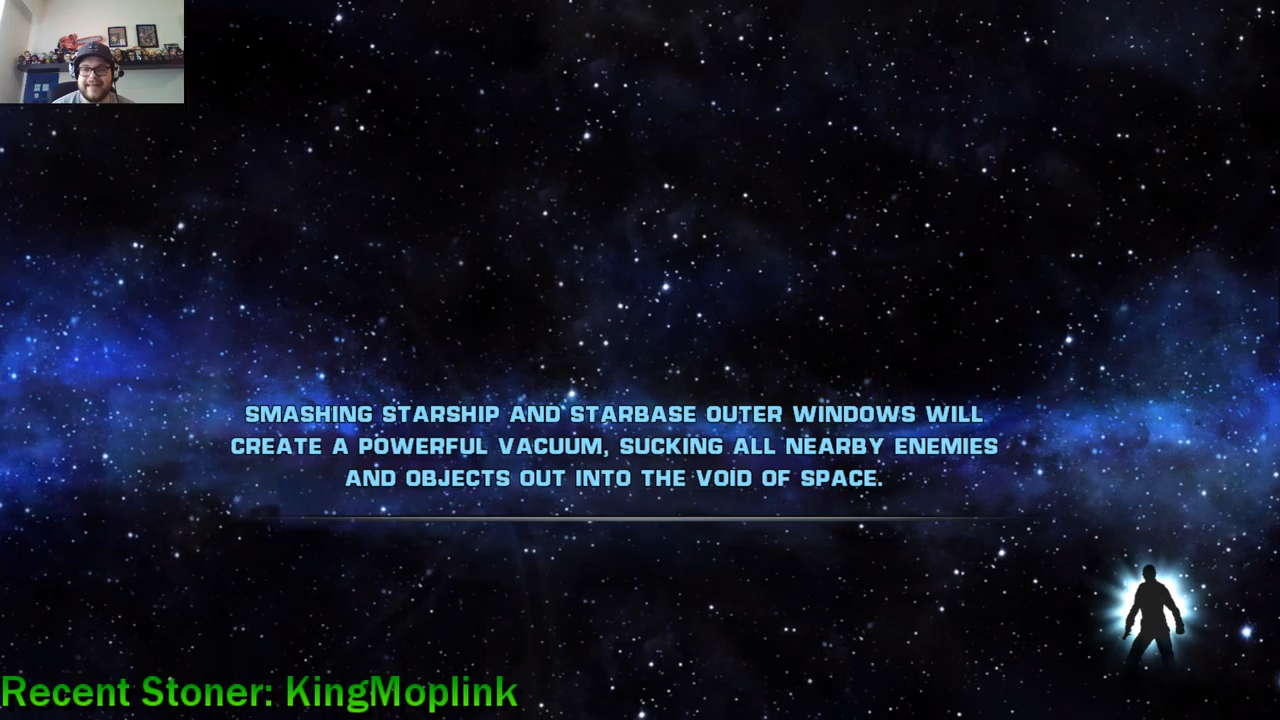 SMASHING STARSHIP AND STARBASE OUTER WINDOWS WILL
CREATE A POWERFUL VACUUM, SUCKING ALL NEARBY ENEMIES
AND OBJECTS OUT INTO THE VOID OF SPACE.
Recent Stoner: KingMoplink